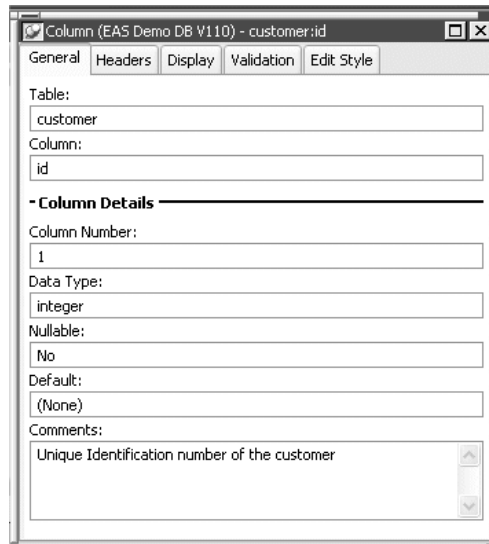 Column (EAS Demo DB V110) - customer:id
General Headers Display Validation Edit Style
Table:
customer
Column:
id
Column Details
Column Number:
1
Data Type:
integer
Nullable:
No
Default:
(None)
Comments:
Unique Identification number of the customer